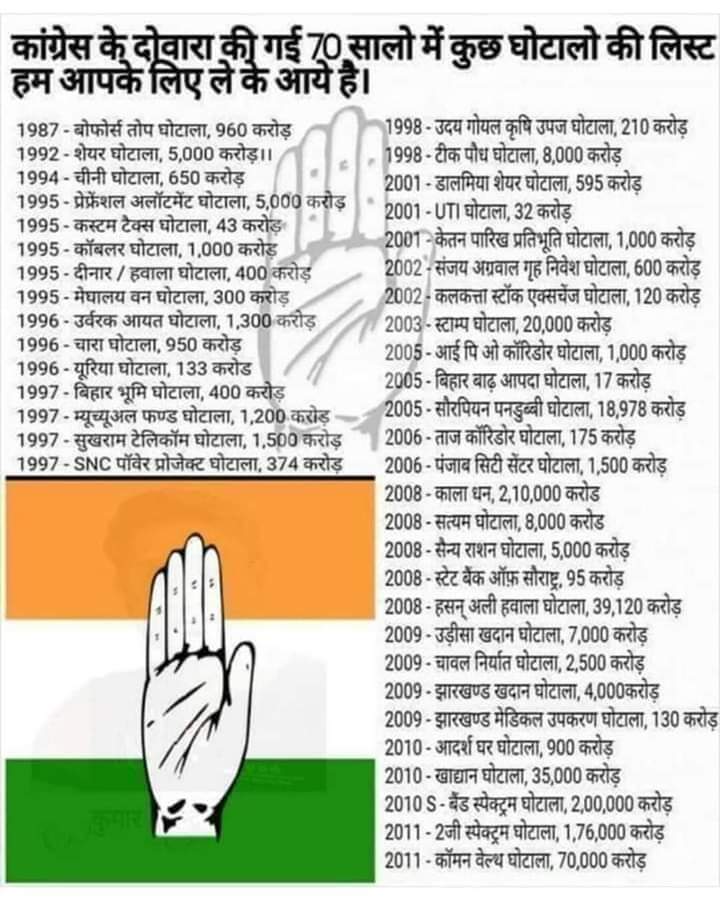 कांग्रेस के दोवारा की गई 70 सालो में कुछ घोटालो की लिस्ट
हम आपके लिए ले के आये है।
1987 - बोफोर्स तोप घोटाला, 960 करोड़
1992 - शेयर घोटाला, 5,000 करोड़।।
1994 - चीनी घोटाला, 650 करोड़
1995 - प्रेफ्रेंशल अलॉटमेंट घोटाला, 5,000 करोड़
1995 - कस्टम टैक्स घोटाला, 43 करोड़
1995 - कॉबलर घोटाला, 1,000 करोड़
1995 - दीनार / हवाला घोटाला, 400 करोड़
1995 - मेघालय वन घोटाला, 300 करोड़
1996 - उर्वरक आयत घोटाला, 1,300 करोड़
1996 - चारा घोटाला, 950 करोड़
1996 - यूरिया घोटाला, 133 करोड
1997 - बिहार भूमि घोटाला, 400 करोड़
1997 - म्यूच्यूअल फण्ड घोटाला, 1,200 करोड़
1997 - सुखराम टेलिकॉम घोटाला, 1,500 करोड़
1997 - SNC पॉवेर प्रोजेक्ट घोटाला, 374 करोड़
1998 - उदय गोयल कृषि उपज घोटाला, 210 करोड़
1998 - टीक पौध घोटाला, 8,000 करोड़
2001 - डालमिया शेयर घोटाला, 595 करोड़
2001 - UTI घोटाला, 32 करोड़
2001 - केतन पारिख प्रतिभूति घोटाला, 1,000 करोड़
2002 - संजय अग्रवाल गृह निवेश घोटाला, 600 करोड़
2002 - कलकत्ता स्टॉक एक्सचेंज घोटाला, 120 करोड़
2003 - स्टाम्प घोटाला, 20,000 करोड़
2005 - आई पि ओ कॉरिडोर घोटाला, 1,000 करोड़
2005 - बिहार बाढ़ आपदा घोटाला, 17 करोड़
2005 - सौरपियन पनडुब्बी घोटाला, 18,978 करोड़
2006 - ताज कॉरिडोर घोटाला, 175 करोड़
2006 - पंजाब सिटी सेंटर घोटाला, 1,500 करोड़
2008 - काला धन, 2,10,000 करोड
2008 - सत्यम घोटाला, 8,000 करोड
2008 - सैन्य राशन घोटाला, 5,000 करोड़
2008 - स्टेट बैंक ऑफ़ सौराष्ट्र, 95 करोड़
2008 - हसन् अली हवाला घोटाला, 39,120 करोड़
2009 - उड़ीसा खदान घोटाला, 7,000 करोड़
2009 - चावल निर्यात घोटाला, 2,500 करोड़
2009 - झारखण्ड खदान घोटाला, 4,000करोड़
2009 - झारखण्ड मेडिकल उपकरण घोटाला, 130 करोड़
2010 - आदर्श घर घोटाला, 900 करोड़
2010 - खाद्यान घोटाला, 35,000 करोड़
2010 S - बैंड स्पेक्ट्रम घोटाला, 2,00,000 करोड़
2011 - 2जी स्पेक्ट्रम घोटाला, 1,76,000 करोड़
2011 - कॉमन वेल्थ घोटाला, 70,000 करोड़
कुमार